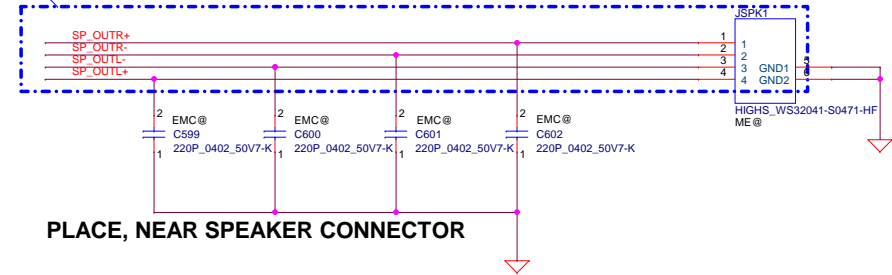 JSPK1
SP_OUTR+
SP_OUTR-
SP_OUTL-
SP_OUTL+
1
2
3
4
1
2
3 GND1
4 GND2
5
6
HIGHS_WS32041-S0471-HF
ME@
2 EMC@
C599
220P_0402_50V7-K
1
2 EMC@
C600
220P_0402_50V7-K
1
2 EMC@
C601
220P_0402_50V7-K
1
2 EMC@
C602
220P_0402_50V7-K
1
PLACE, NEAR SPEAKER CONNECTOR